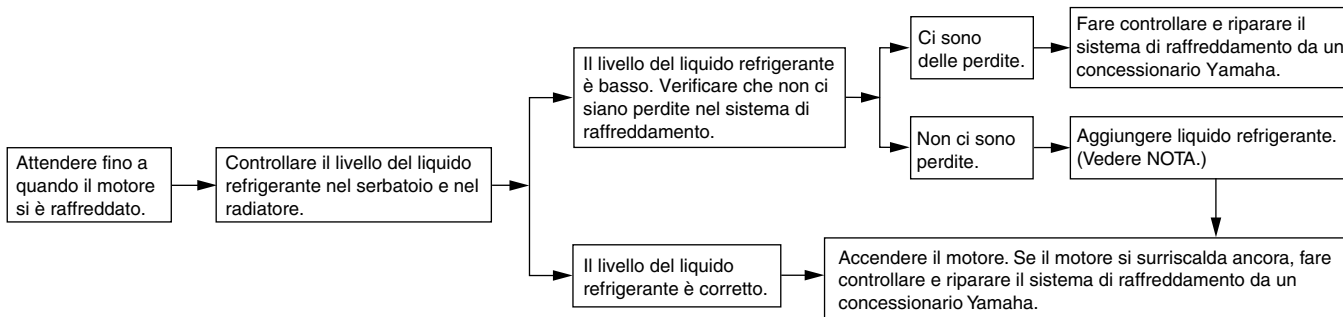 Attendere fino a
quando il motore
si è raffreddato.
Controllare il livello del liquido
refrigerante nel serbatoio e nel
radiatore.
Il livello del liquido refrigerante
è basso. Verificare che non ci
siano perdite nel sistema di
raffreddamento.
Ci sono
delle perdite.
Fare controllare e riparare il
sistema di raffreddamento da un
concessionario Yamaha.
Non ci sono
perdite.
Aggiungere liquido refrigerante.
(Vedere NOTA.)
Il livello del liquido
refrigerante è corretto.
Accendere il motore. Se il motore si surriscalda ancora, fare
controllare e riparare il sistema di raffreddamento da un
concessionario Yamaha.